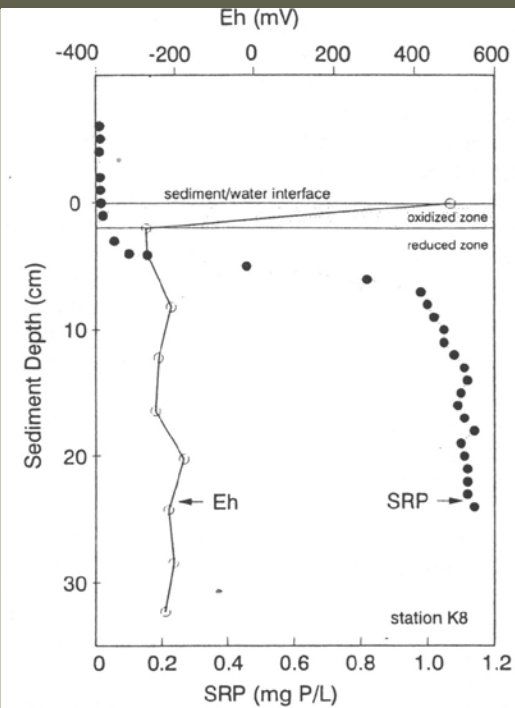 Eh (mV)
-400 -200 0 200 400 600
sediment/water interface
oxidized zone
reduced zone
0
10
20
30
Sediment Depth (cm)
Eh
SRP
station K8
0 0.2 0.4 0.6 0.8 1.0 1.2
SRP (mg P/L)